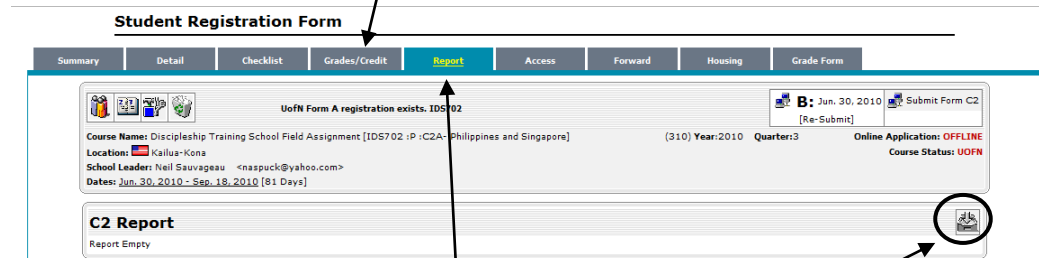 Student Registration Form
Summary Detail Checklist Grades/Credit Report Access Forward Housing Grade Form
UofN Form A registration exists. IDS702
B: Jun. 30, 2010 Submit Form C2
[Re-Submit]
Course Name: Discipleship Training School Field Assignment [IDS702 :P :C2A- Philippines and Singapore] (310) Year:2010 Quarter:3 Online Application: OFFLINE
Location: Kailua-Kona Course Status: UOFN
School Leader: Neil Sauvageau <naspuck@yahoo.com>
Dates: Jun. 30, 2010 - Sep. 18, 2010 [81 Days]
C2 Report
Report Empty